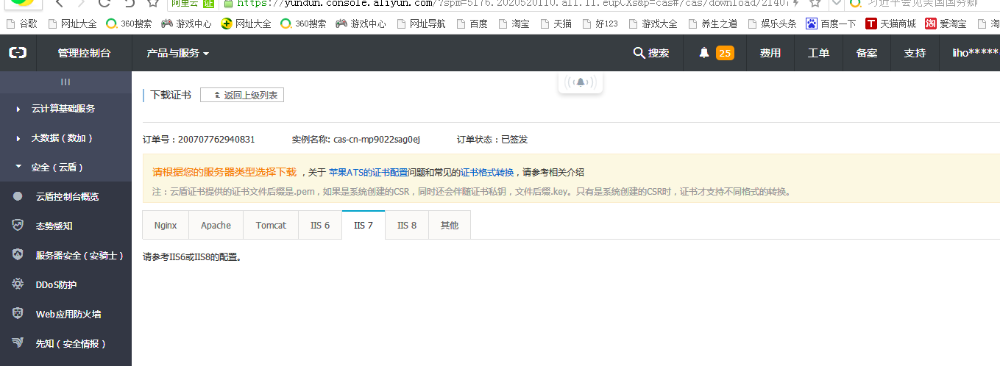 阿里云 证 https://yundun.console.aliyun.com/?spm=5176.2020520110.all.11.eupCXs&p=cas#/cas/download/21407 习近平会见美国国务卿
谷歌 网址大全 360搜索 游戏中心 网址大全 360搜索 游戏中心 网址导航 百度 淘宝 天猫 好123 游戏大全 养生之道 娱乐头条 百度一下 天猫商城 爱淘宝 淘
管理控制台 产品与服务 搜索 25 费用 工单 备案 支持 liho*****
云计算基础服务
大数据（数加）
安全（云盾）
云盾控制台概览
态势感知
服务器安全（安骑士）
DDoS防护
Web应用防火墙
先知（安全情报）
下载证书 返回上级列表
订单号：200707762940831 实例名称: cas-cn-mp9022sag0ej 订单状态：已签发
请根据您的服务器类型选择下载 ，关于 苹果ATS的证书配置问题和常见的证书格式转换，请参考相关介绍
注：云盾证书提供的证书文件后缀是.pem，如果是系统创建的CSR，同时还会伴随证书私钥，文件后缀.key。只有是系统创建的CSR时，证书才支持不同格式的转换。
Nginx Apache Tomcat IIS 6 IIS 7 IIS 8 其他
请参考IIS6或IIS8的配置。